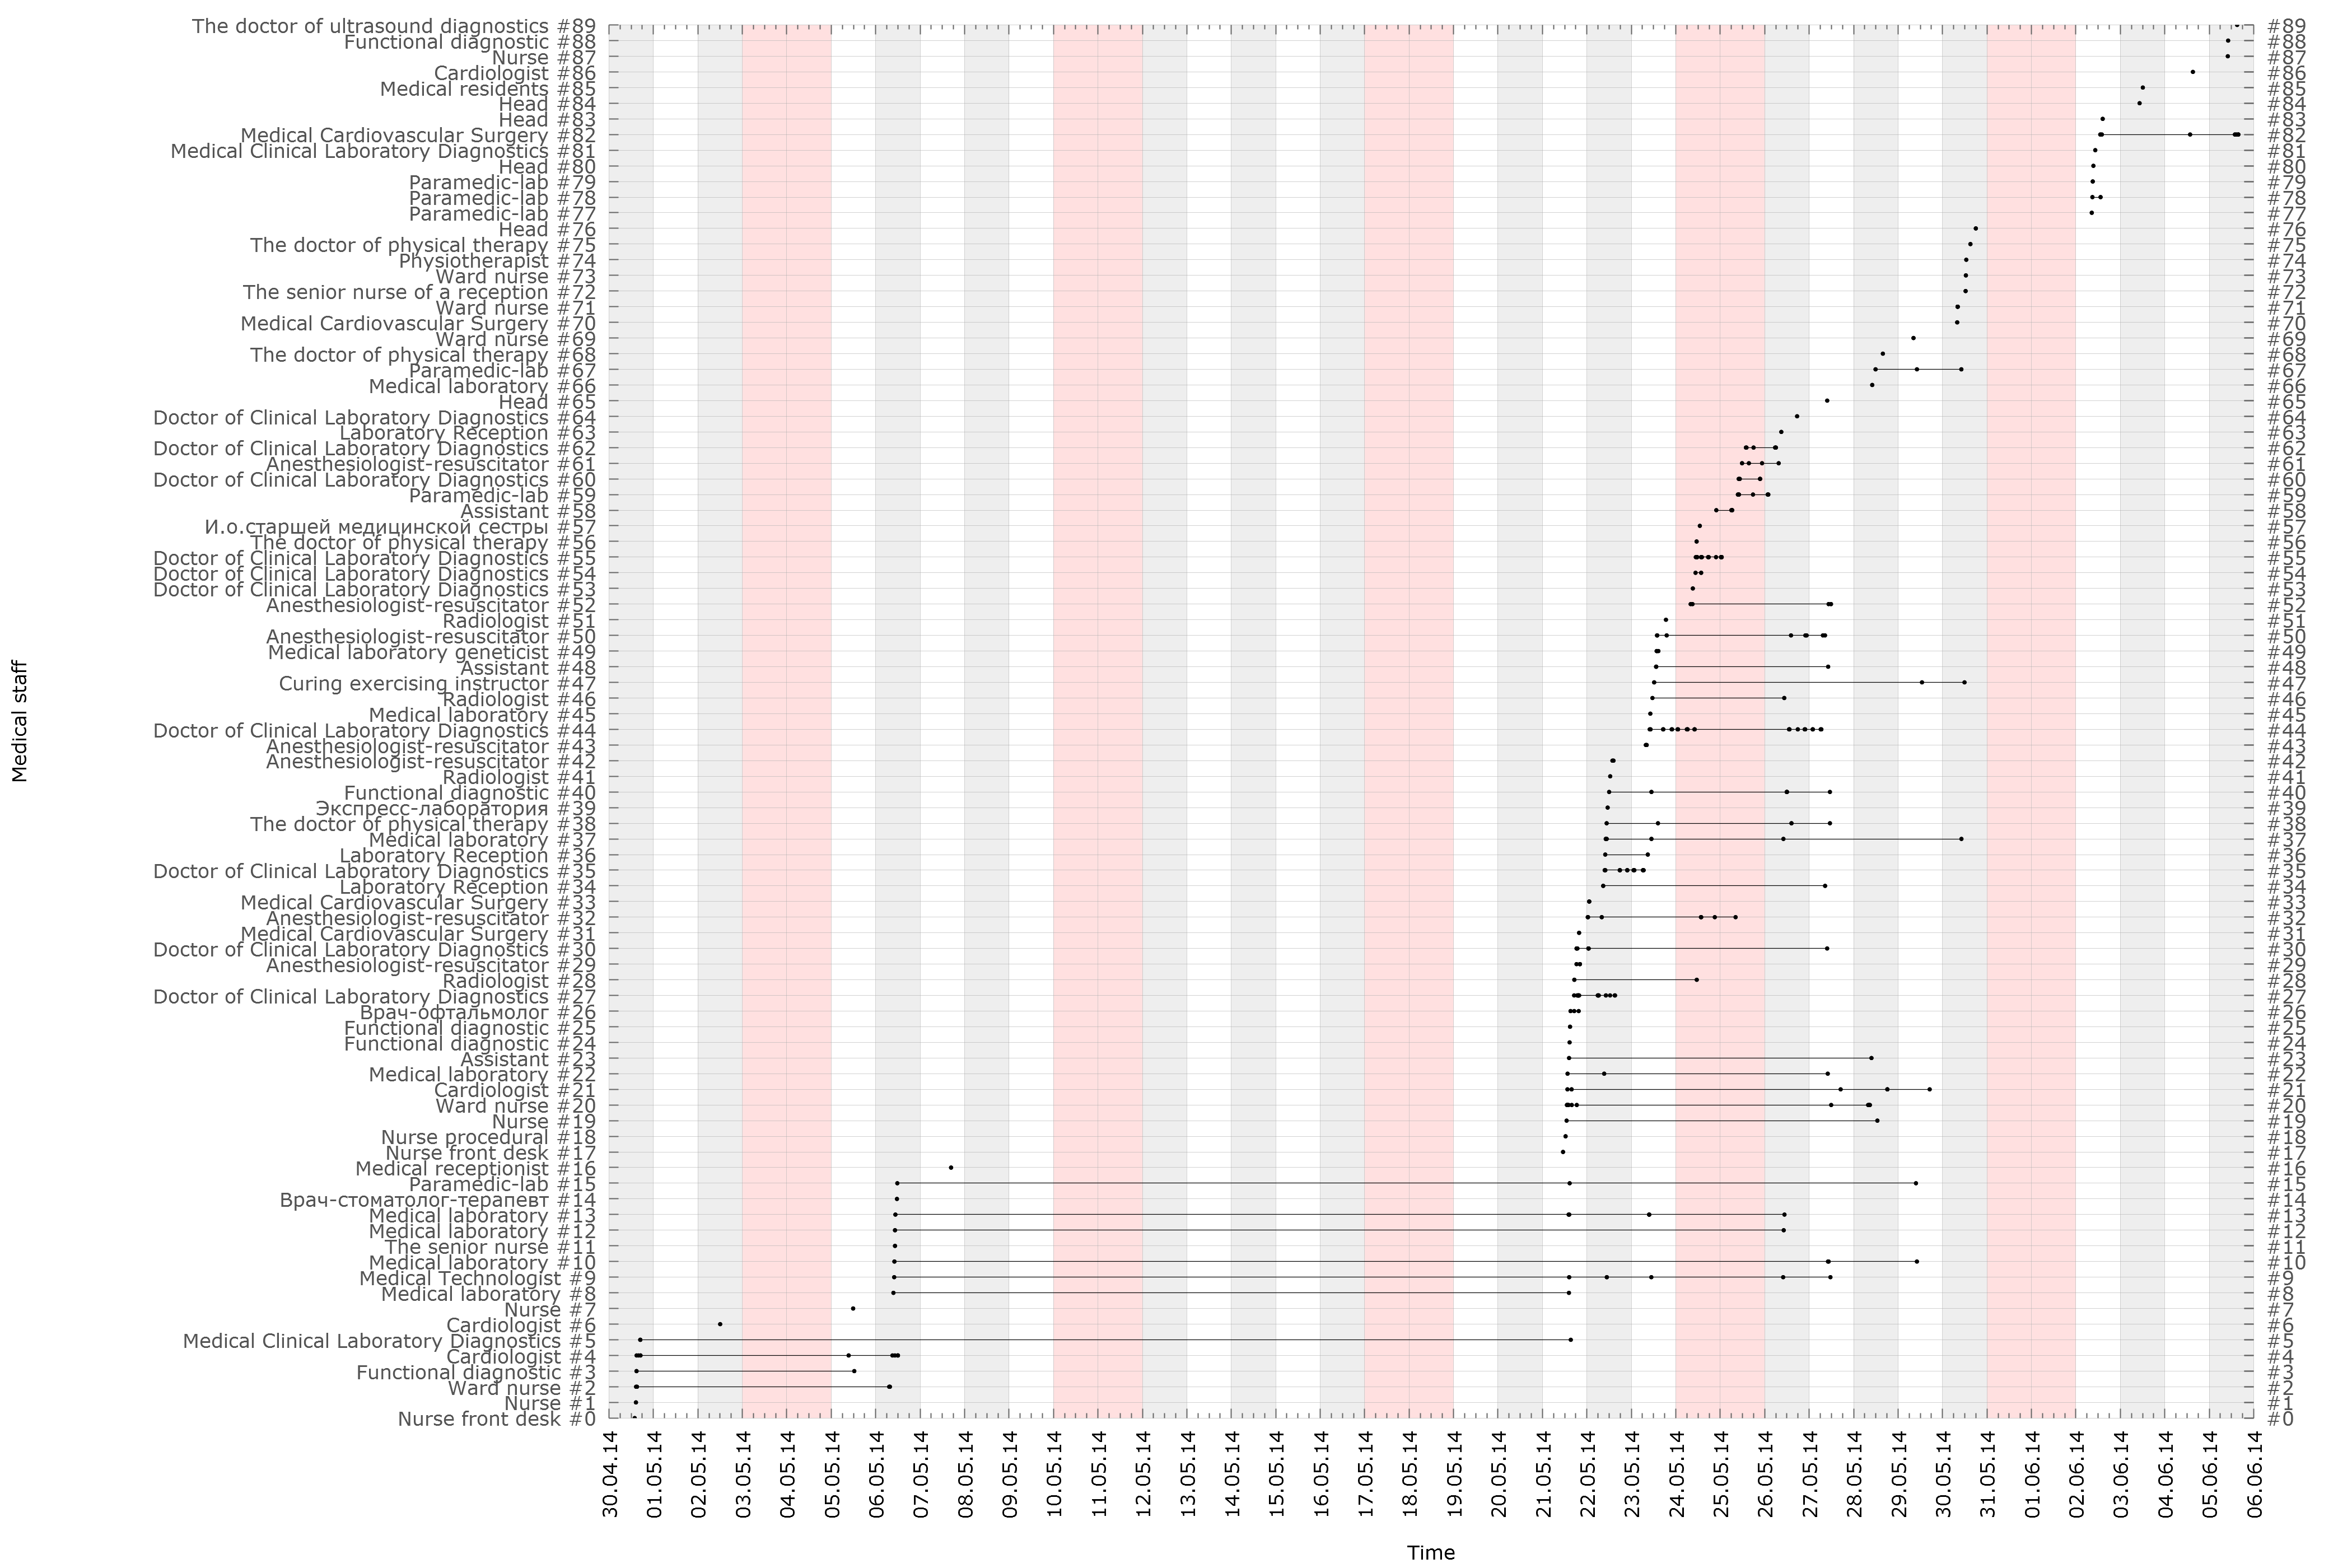 The doctor of ultrasound diagnostics #89 #89
Functional diagnostic #88 #88
Nurse #87 #87
Cardiologist #86 #86
Medical residents #85 #85
Head #84 #84
Head #83 #83
Medical Cardiovascular Surgery #82 #82
Medical Clinical Laboratory Diagnostics #81 #81
Head #80 #80
Paramedic-lab #79 #79
Paramedic-lab #78 #78
Paramedic-lab #77 #77
Head #76 #76
The doctor of physical therapy #75 #75
Physiotherapist #74 #74
Ward nurse #73 #73
The senior nurse of a reception #72 #72
Ward nurse #71 #71
Medical Cardiovascular Surgery #70 #70
Ward nurse #69 #69
The doctor of physical therapy #68 #68
Paramedic-lab #67 #67
Medical laboratory #66 #66
Head #65 #65
Doctor of Clinical Laboratory Diagnostics #64 #64
Laboratory Reception #63 #63
Doctor of Clinical Laboratory Diagnostics #62 #62
Anesthesiologist-resuscitator #61 #61
Doctor of Clinical Laboratory Diagnostics #60 #60
Paramedic-lab #59 #59
Assistant #58 #58
И.о.старшей медицинской сестры #57 #57
The doctor of physical therapy #56 #56
Doctor of Clinical Laboratory Diagnostics #55 #55
Doctor of Clinical Laboratory Diagnostics #54 #54
Doctor of Clinical Laboratory Diagnostics #53 #53
Anesthesiologist-resuscitator #52 #52
Radiologist #51 #51
Anesthesiologist-resuscitator #50 #50
Medical laboratory geneticist #49 #49
Assistant #48 #48
Curing exercising instructor #47 #47
Radiologist #46 #46
Medical laboratory #45 #45
Doctor of Clinical Laboratory Diagnostics #44 #44
Anesthesiologist-resuscitator #43 #43
Anesthesiologist-resuscitator #42 #42
Radiologist #41 #41
Functional diagnostic #40 #40
Экспресс-лаборатория #39 #39
The doctor of physical therapy #38 #38
Medical laboratory #37 #37
Laboratory Reception #36 #36
Doctor of Clinical Laboratory Diagnostics #35 #35
Laboratory Reception #34 #34
Medical Cardiovascular Surgery #33 #33
Anesthesiologist-resuscitator #32 #32
Medical Cardiovascular Surgery #31 #31
Doctor of Clinical Laboratory Diagnostics #30 #30
Anesthesiologist-resuscitator #29 #29
Radiologist #28 #28
Doctor of Clinical Laboratory Diagnostics #27 #27
Врач-офтальмолог #26 #26
Functional diagnostic #25 #25
Functional diagnostic #24 #24
Assistant #23 #23
Medical laboratory #22 #22
Cardiologist #21 #21
Ward nurse #20 #20
Nurse #19 #19
Nurse procedural #18 #18
Nurse front desk #17 #17
Medical receptionist #16 #16
Paramedic-lab #15 #15
Врач-стоматолог-терапевт #14 #14
Medical laboratory #13 #13
Medical laboratory #12 #12
The senior nurse #11 #11
Medical laboratory #10 #10
Medical Technologist #9 #9
Medical laboratory #8 #8
Nurse #7 #7
Cardiologist #6 #6
Medical Clinical Laboratory Diagnostics #5 #5
Cardiologist #4 #4
Functional diagnostic #3 #3
Ward nurse #2 #2
Nurse #1 #1
Nurse front desk #0 #0
Medical staff
30.04.14
01.05.14
02.05.14
03.05.14
04.05.14
05.05.14
06.05.14
07.05.14
08.05.14
09.05.14
10.05.14
11.05.14
12.05.14
13.05.14
14.05.14
15.05.14
16.05.14
17.05.14
18.05.14
19.05.14
20.05.14
21.05.14
22.05.14
23.05.14
24.05.14
25.05.14
26.05.14
27.05.14
28.05.14
29.05.14
30.05.14
31.05.14
01.06.14
02.06.14
03.06.14
04.06.14
05.06.14
06.06.14
Time